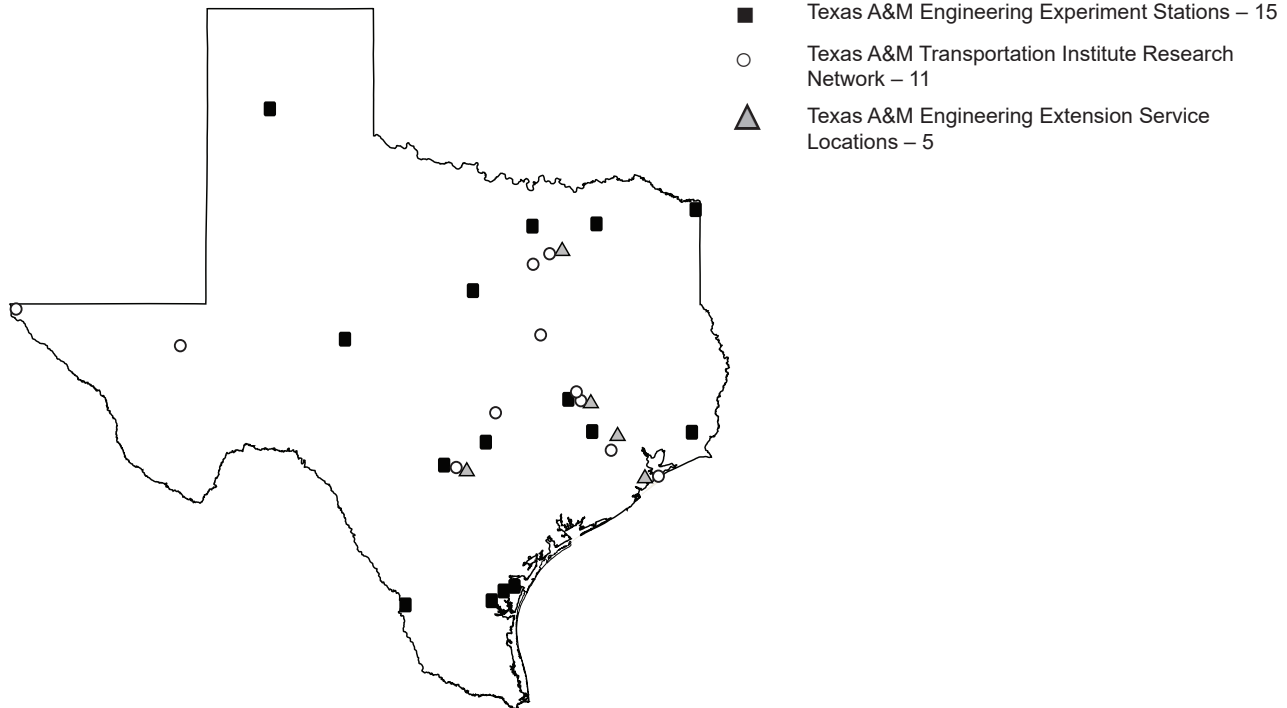 Texas A&M Engineering Experiment Stations – 15
Texas A&M Transportation Institute Research
Network – 11
Texas A&M Engineering Extension Service
Locations – 5